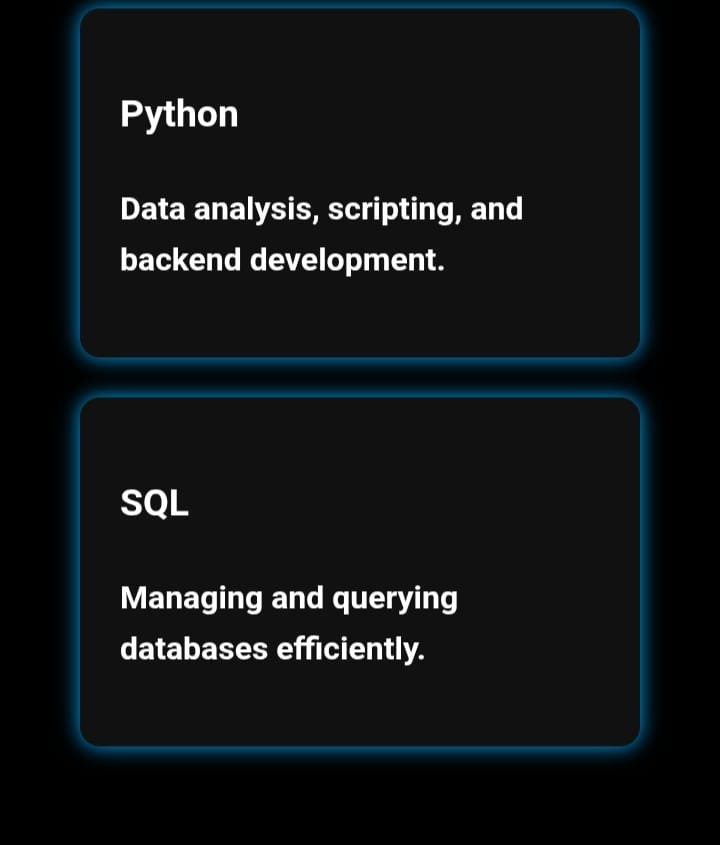 Python
Data analysis, scripting, and
backend development.
SQL
Managing and querying
databases efficiently.